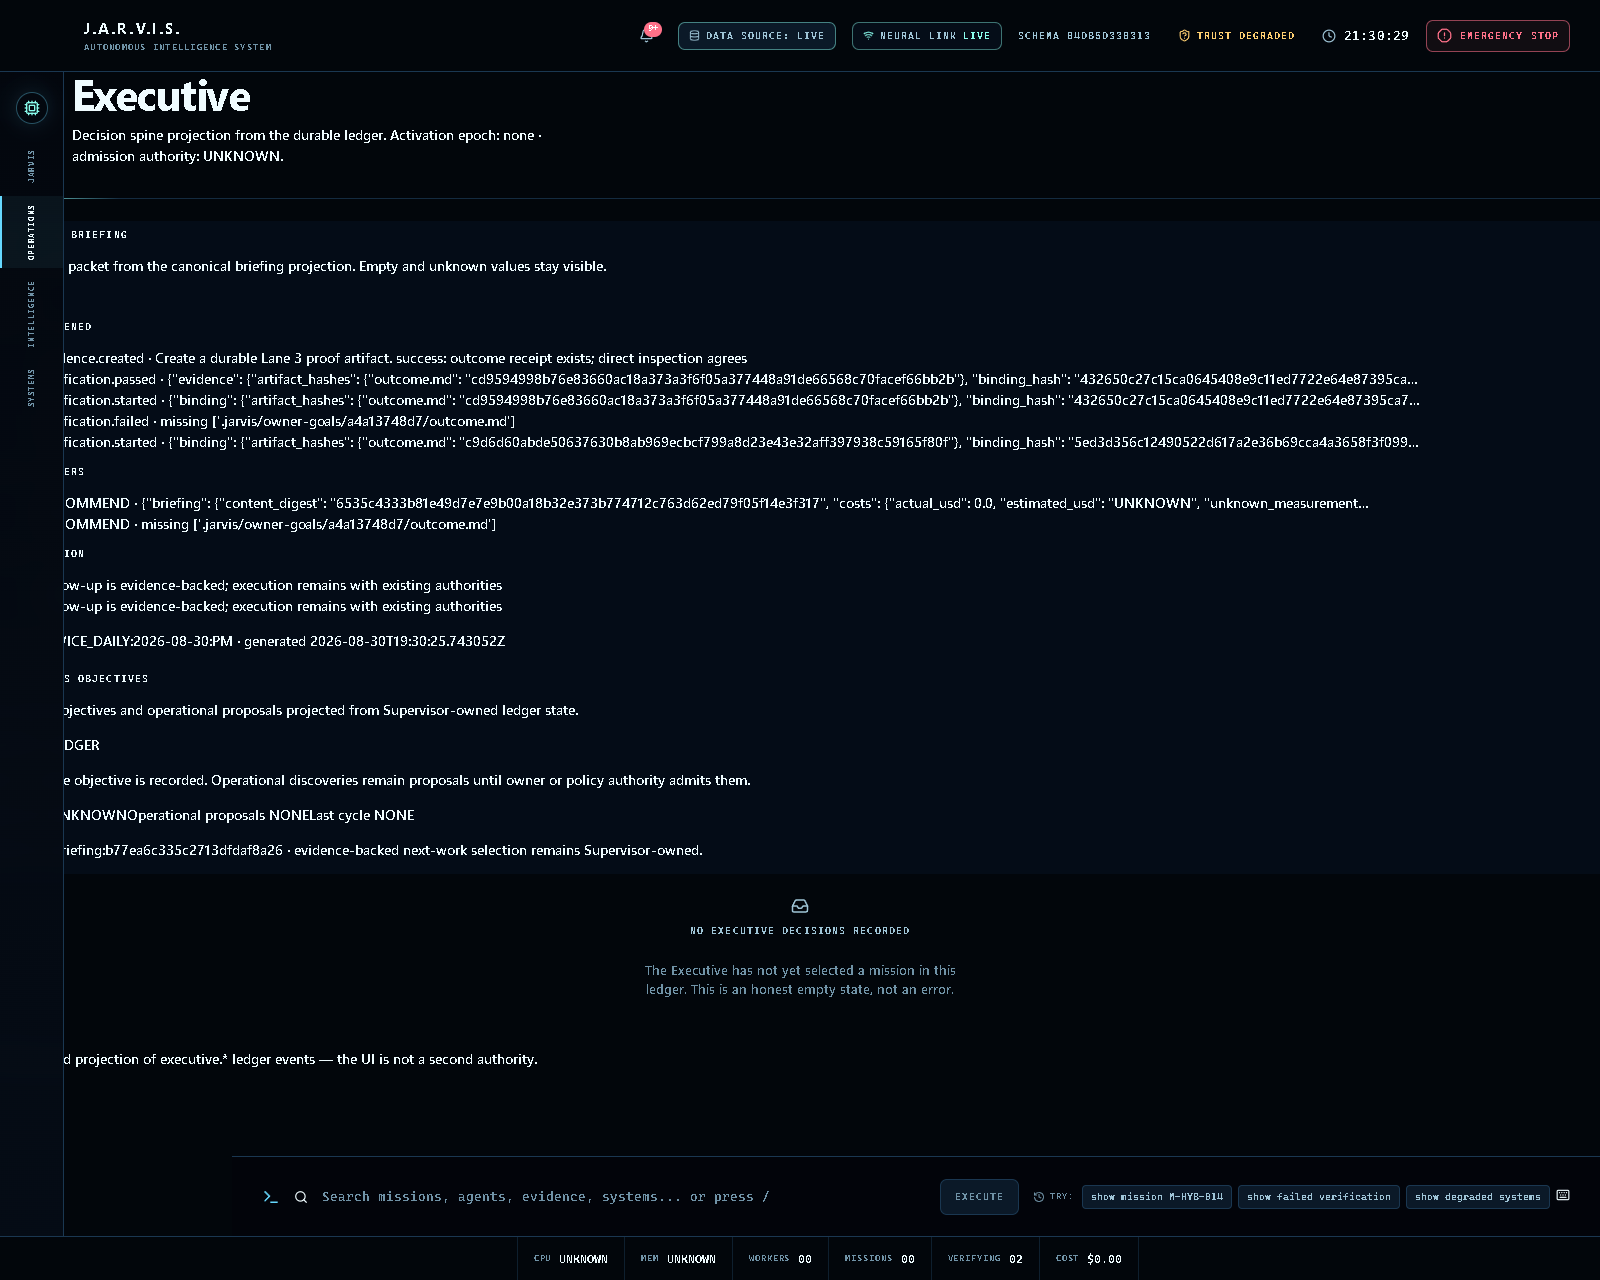 J.A.R.V.I.S.
AUTONOMOUS INTELLIGENCE SYSTEM
9+
DATA SOURCE: LIVE
NEURAL LINK LIVE
SCHEMA 84DB5D338313
TRUST DEGRADED
21:30:29
EMERGENCY STOP
JARVIS
OPERATIONS
INTELLIGENCE
SYSTEMS
Executive
Decision spine projection from the durable ledger. Activation epoch: none ·
admission authority: UNKNOWN.
BRIEFING
packet from the canonical briefing projection. Empty and unknown values stay visible.
ENED
lence.created · Create a durable Lane 3 proof artifact. success: outcome receipt exists; direct inspection agrees
fication.passed · {"evidence": {"artifact_hashes": {"outcome.md": "cd9594998b76e83660ac18a373a3f6f05a377448a91de66568c70facef66bb2b"}, "binding_hash": "432650c27c15ca0645408e9c11ed7722e64e87395ca...
fication.started · {"binding": {"artifact_hashes": {"outcome.md": "cd9594998b76e83660ac18a373a3f6f05a377448a91de66568c70facef66bb2b"}, "binding_hash": "432650c27c15ca0645408e9c11ed7722e64e87395ca7...
fication.failed · missing ['.jarvis/owner-goals/a4a13748d7/outcome.md']
fication.started · {"binding": {"artifact_hashes": {"outcome.md": "c9d6d60abde50637630b8ab969ecbcf799a8d23e43e32aff397938c59165f80f"}, "binding_hash": "5ed3d356c12490522d617a2e36b69cca4a3658f3f099...
ERS
OMMEND · {"briefing": {"content_digest": "6535c4333b81e49d7e7e9b00a18b32e373b774712c763d62ed79f05f14e3f317", "costs": {"actual_usd": 0.0, "estimated_usd": "UNKNOWN", "unknown_measurement...
OMMEND · missing ['.jarvis/owner-goals/a4a13748d7/outcome.md']
ION
ow-up is evidence-backed; execution remains with existing authorities
ow-up is evidence-backed; execution remains with existing authorities
VICE_DAILY:2026-08-30:PM · generated 2026-08-30T19:30:25.743052Z
S OBJECTIVES
bjectives and operational proposals projected from Supervisor-owned ledger state.
DGER
e objective is recorded. Operational discoveries remain proposals until owner or policy authority admits them.
NKNOWNOperational proposals NONELast cycle NONE
riefing:b77ea6c335c2713dfdaf8a26 · evidence-backed next-work selection remains Supervisor-owned.
NO EXECUTIVE DECISIONS RECORDED
The Executive has not yet selected a mission in this
ledger. This is an honest empty state, not an error.
d projection of executive.* ledger events — the UI is not a second authority.
Search missions, agents, evidence, systems... or press /
EXECUTE
TRY:
show mission M-HYB-014
show failed verification
show degraded systems
CPU UNKNOWN
MEM UNKNOWN
WORKERS 00
MISSIONS 00
VERIFYING 02
COST $0.00